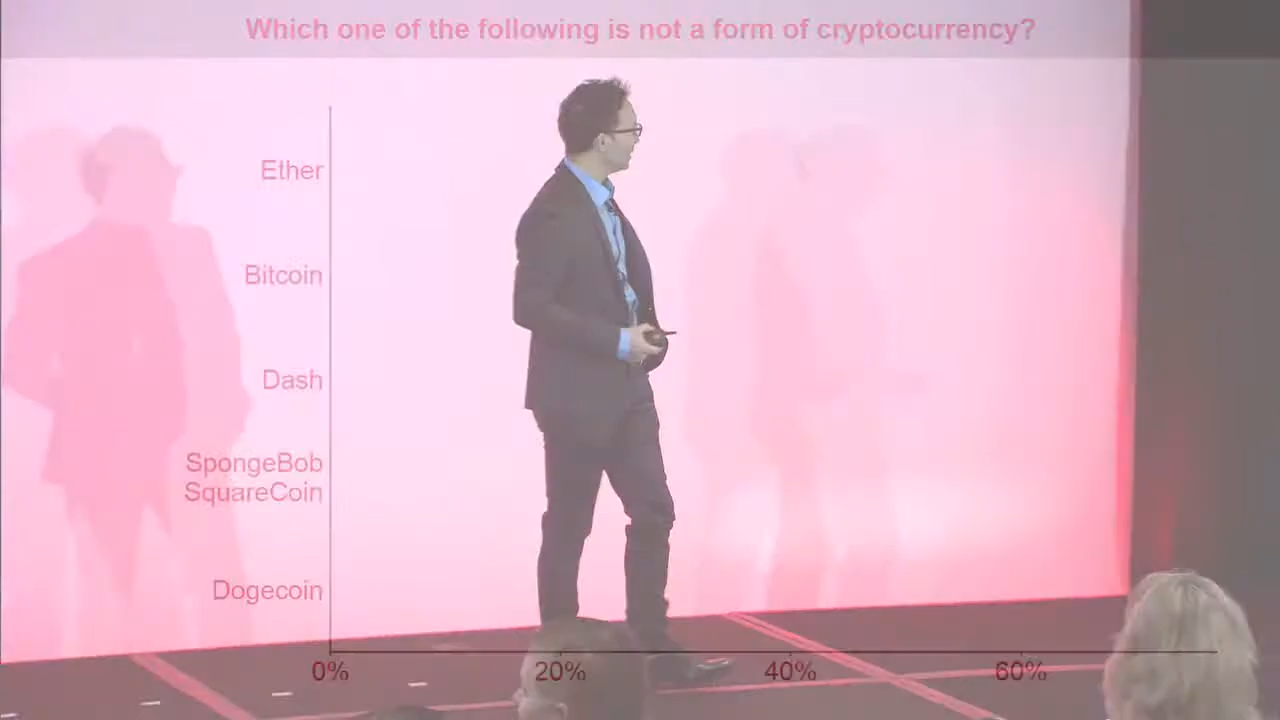 Which one of the following is not a form of cryptocurrency?
Ether
Bitcoin
Dash
SpongeBob
SquareCoin
Dogecoin
0%
20%
40%
60%